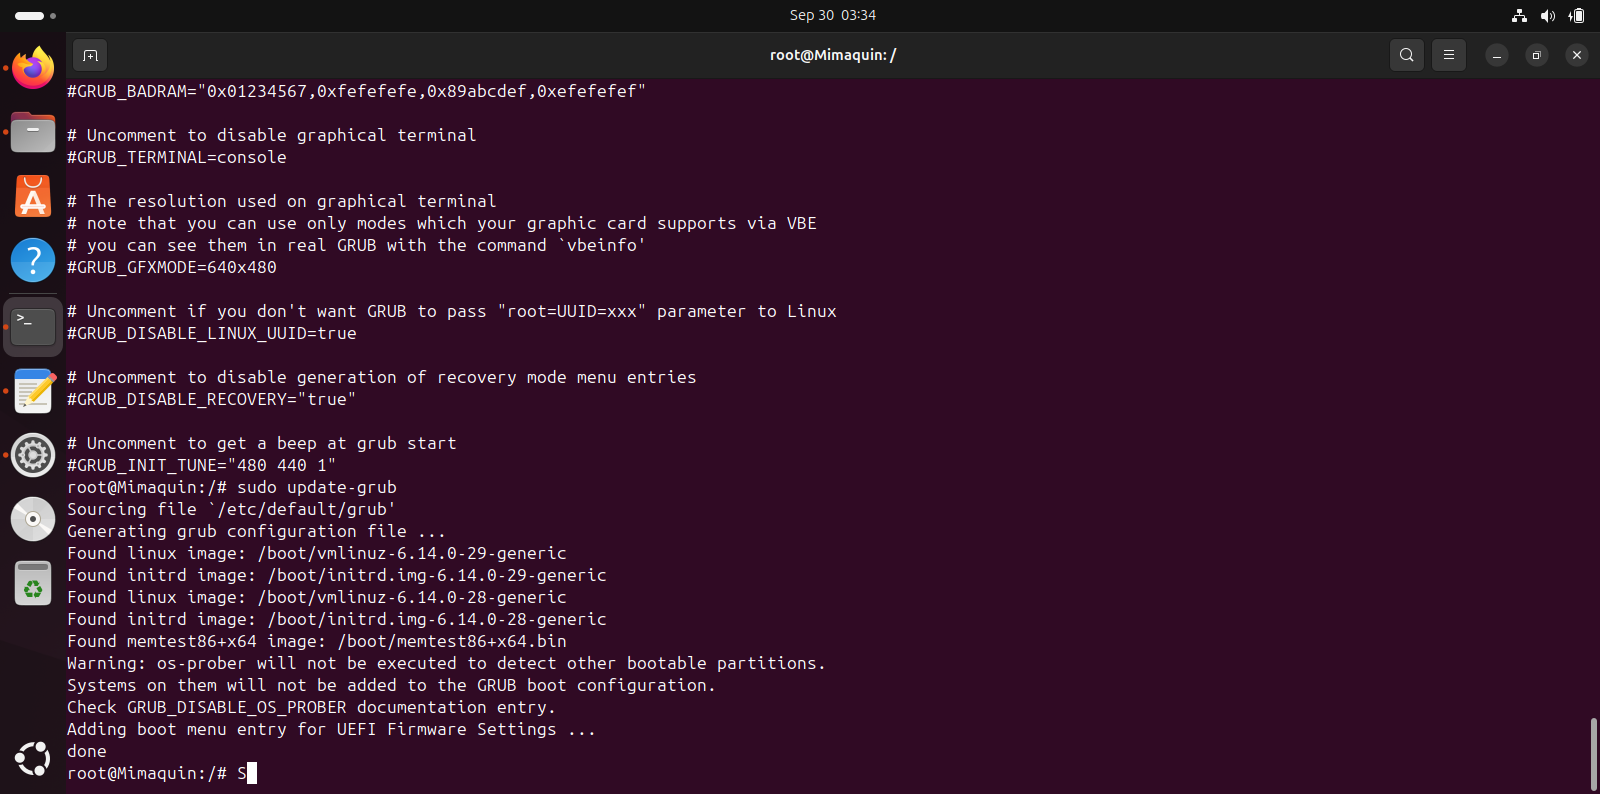 Sep 30 03:34
root@Mimaquin: /
#GRUB_BADRAM="0x01234567,0xfefefefe,0x89abcdef,0xefefefef"
# Uncomment to disable graphical terminal
#GRUB_TERMINAL=console
# The resolution used on graphical terminal
# note that you can use only modes which your graphic card supports via VBE
# you can see them in real GRUB with the command `vbeinfo'
#GRUB_GFXMODE=640x480
# Uncomment if you don't want GRUB to pass "root=UUID=xxx" parameter to Linux
#GRUB_DISABLE_LINUX_UUID=true
# Uncomment to disable generation of recovery mode menu entries
#GRUB_DISABLE_RECOVERY="true"
# Uncomment to get a beep at grub start
#GRUB_INIT_TUNE="480 440 1"
root@Mimaquin:/# sudo update-grub
Sourcing file `/etc/default/grub'
Generating grub configuration file ...
Found linux image: /boot/vmlinuz-6.14.0-29-generic
Found initrd image: /boot/initrd.img-6.14.0-29-generic
Found linux image: /boot/vmlinuz-6.14.0-28-generic
Found initrd image: /boot/initrd.img-6.14.0-28-generic
Found memtest86+x64 image: /boot/memtest86+x64.bin
Warning: os-prober will not be executed to detect other bootable partitions.
Systems on them will not be added to the GRUB boot configuration.
Check GRUB_DISABLE_OS_PROBER documentation entry.
Adding boot menu entry for UEFI Firmware Settings ...
done
root@Mimaquin:/# S